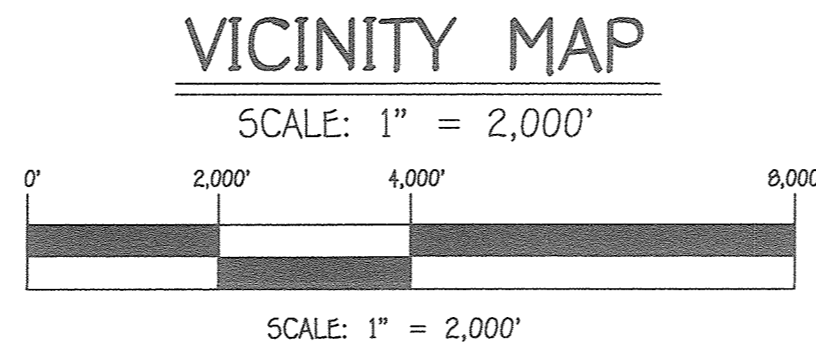 VICINITY MAP
SCALE: 1" = 2,000'
0' 2,000' 4,000' 8,000
SCALE: 1" = 2,000'